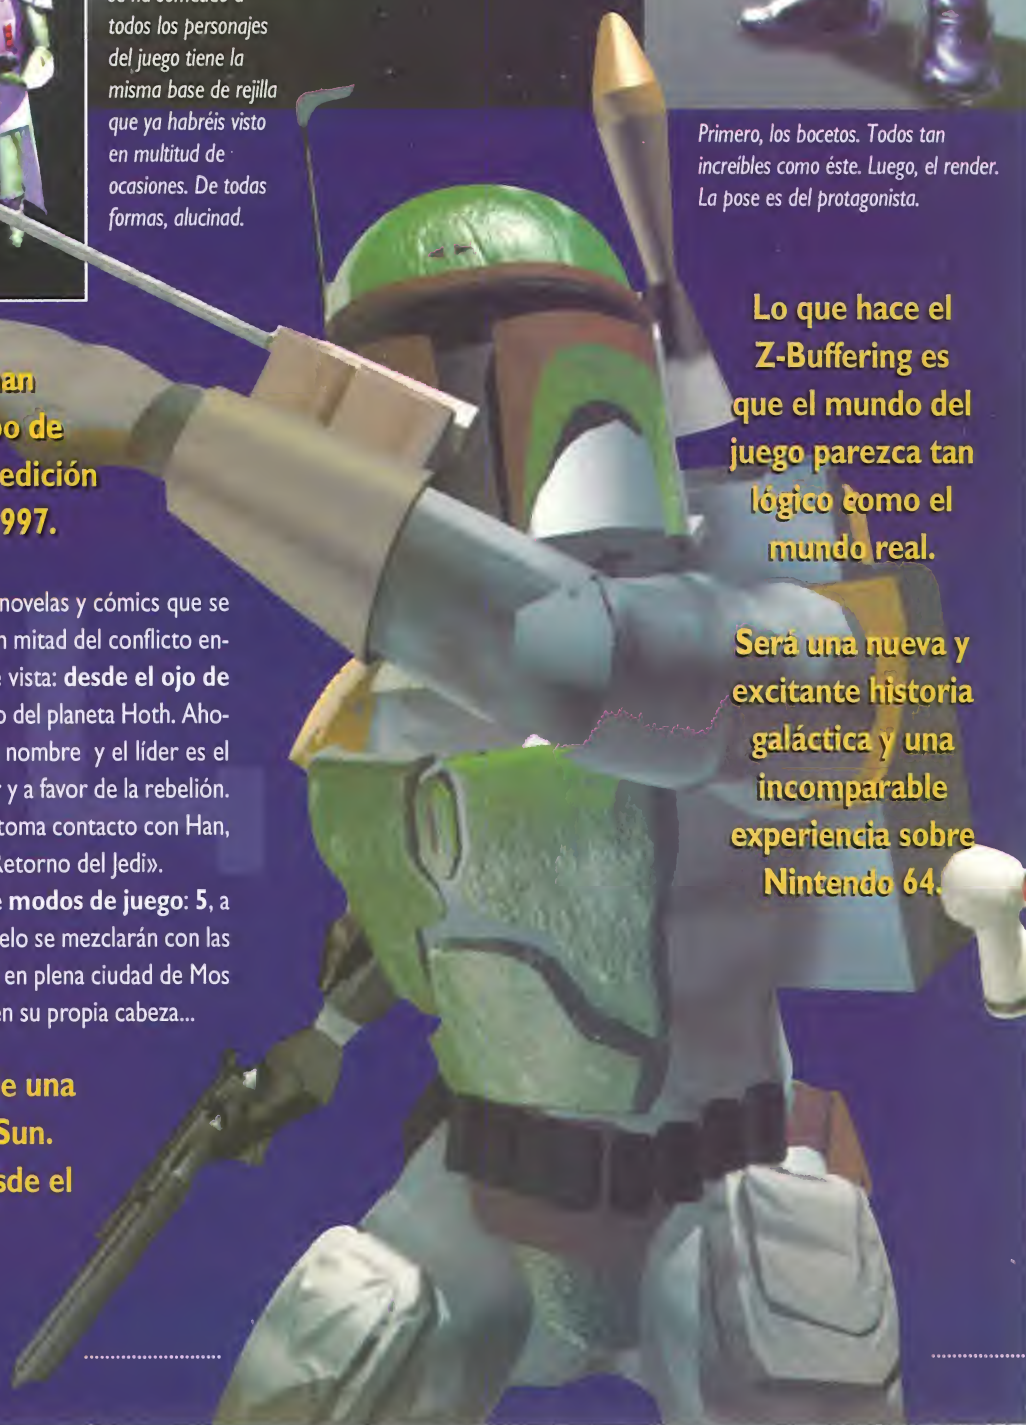 todos los personajes
del juego tiene la
misma base de rejilla
que ya habréis visto
en multitud de
ocasiones. De todas
formas, alucinad.
Primero, los bocetos. Todos tan
increíbles como éste. Luego, el render.
La pose es del protagonista.
de
edición
997.
novelas y cómics que se
mitad del conflicto en-
vista: desde el ojo de
del planeta Hoth. Aho-
nombre y el líder es el
y a favor de la rebelión.
toma contacto con Han,
Retorno del Jedi».
modos de juego: 5, a
elo se mezclarán con las
en plena ciudad de Mos
en su propia cabeza...
e una
Sun.
sde el
Lo que hace el
Z-Buffering es
que el mundo del
juego parezca tan
lógico como el
mundo real.
Será una nueva y
excitante historia
galáctica y una
incomparable
experiencia sobre
Nintendo 64.